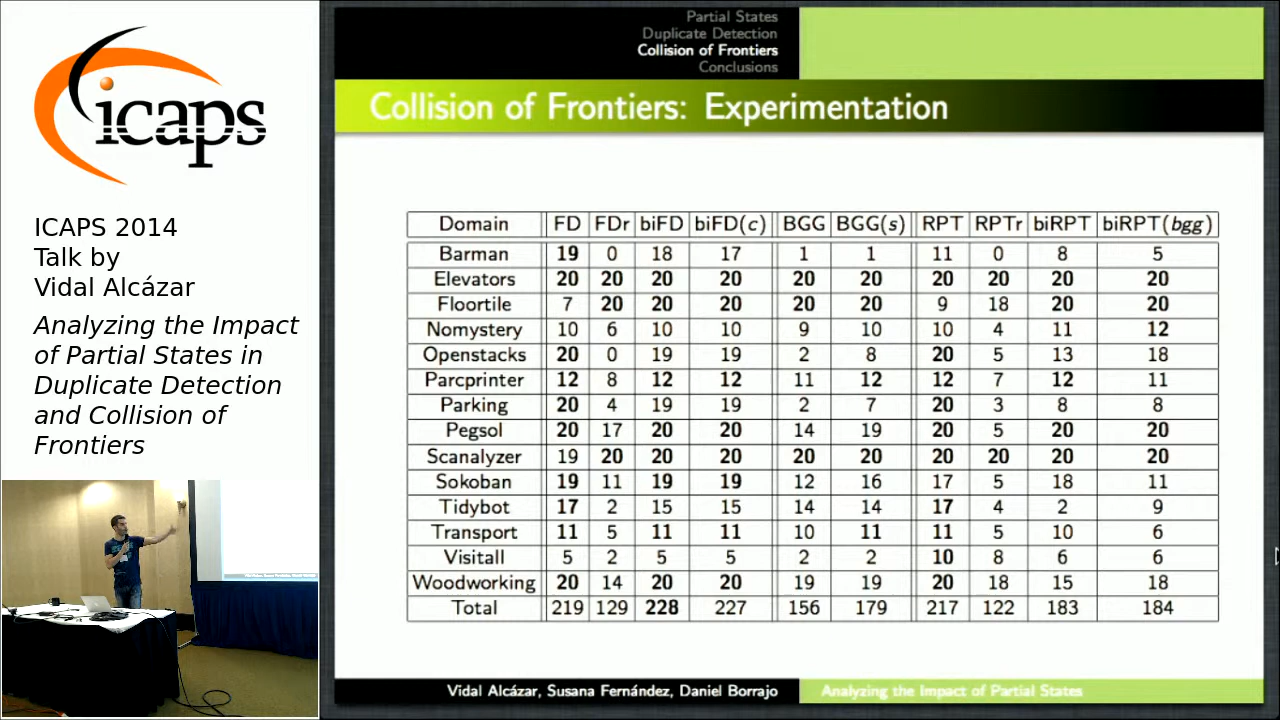 icaps
ICAPS 2014
Talk by
Vidal Alcázar
Analyzing the Impact
of Partial States in
Duplicate Detection
and Collision of
Frontiers
Partial States
Duplicate Detection
Collision of Frontiers
Conclusions
Collision of Frontiers: Experimentation
Domain FD FDr biFD biFD(c) BGG BGG(s) RPT RPTr biRPT biRPT(bgg)
Barman 19 0 18 17 1 1 11 0 8 5
Elevators 20 20 20 20 20 20 20 20 20 20
Floortile 7 20 20 20 20 20 9 18 20 20
Nomystery 10 6 10 10 9 10 10 4 11 12
Openstacks 20 0 19 19 2 8 20 5 13 18
Parcprinter 12 8 12 12 11 12 12 7 12 11
Parking 20 4 19 19 2 7 20 3 8 8
Pegsol 20 17 20 20 14 19 20 5 20 20
Scanalyzer 19 20 20 20 20 20 20 20 20 20
Sokoban 19 11 19 19 12 16 17 5 18 11
Tidybot 17 2 15 15 14 14 17 4 2 9
Transport 11 5 11 11 10 11 11 5 10 6
Visitall 5 2 5 5 2 2 10 8 6 6
Woodworking 20 14 20 20 19 19 20 18 15 18
Total 219 129 228 227 156 179 217 122 183 184
Vidal Alcázar, Susana Fernández, Daniel Borrajo Analyzing the Impact of Partial States